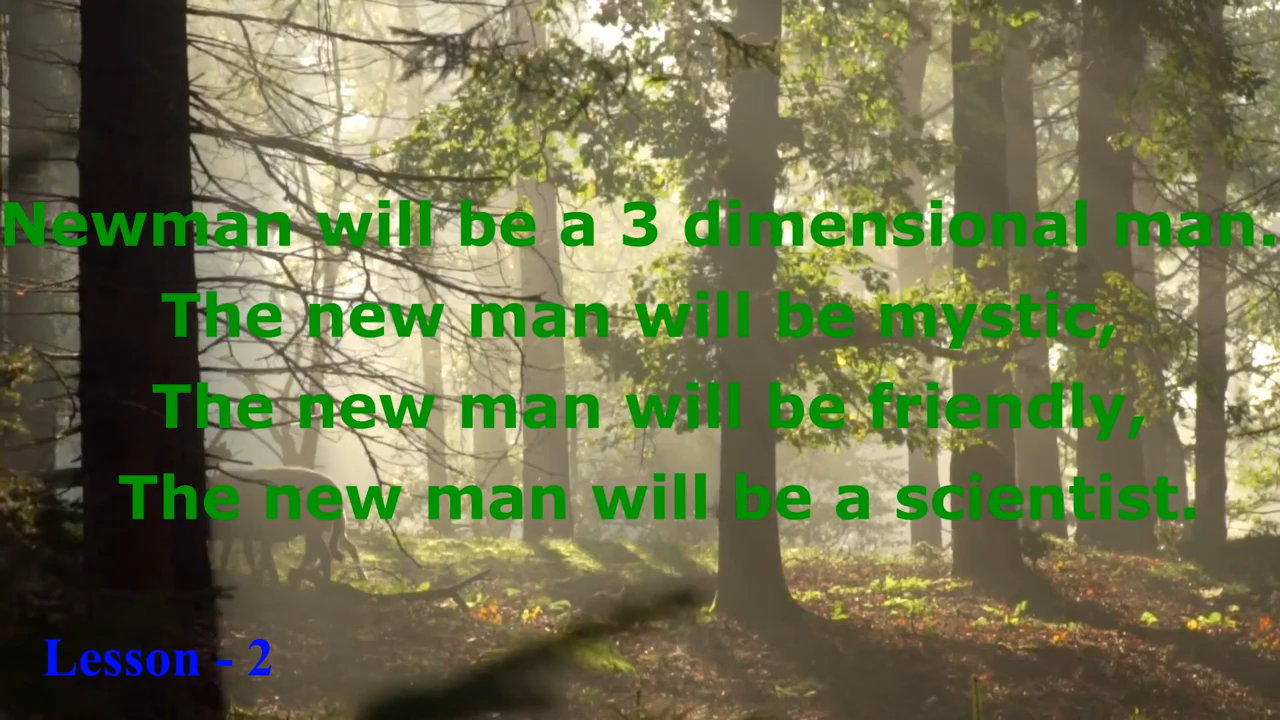 Newman will be a 3 dimensional man.
The new man will be mystic,
The new man will be friendly,
The new man will be a scientist.
Lesson - 2